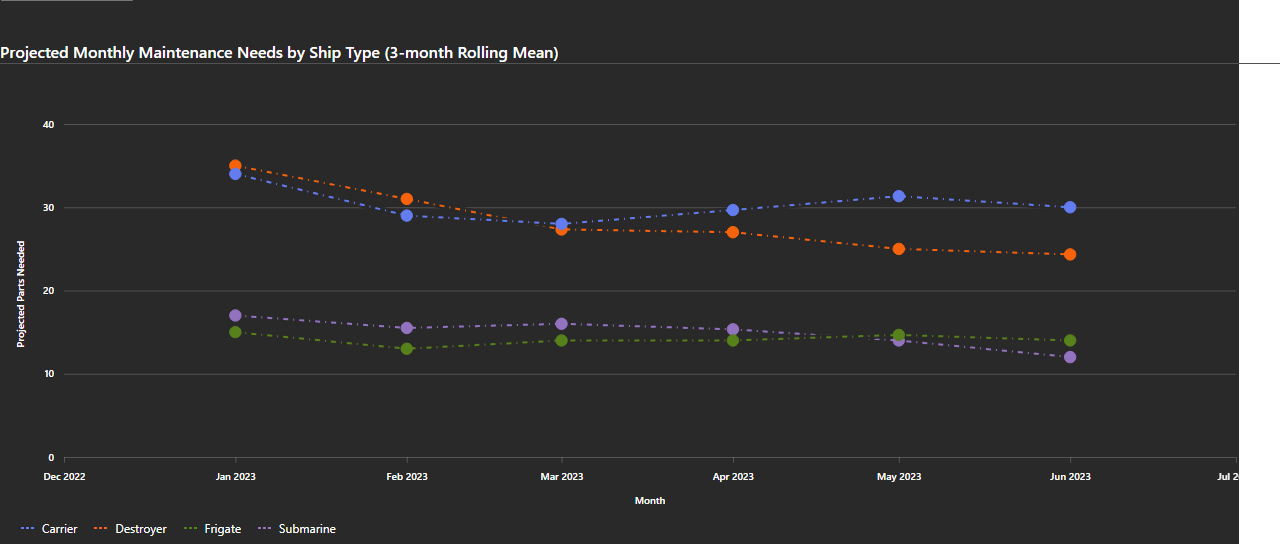 Projected Monthly Maintenance Needs by Ship Type (3-month Rolling Mean)
40
30
20
10
0
Projected Parts Needed
Dec 2022 Jan 2023 Feb 2023 Mar 2023 Apr 2023 May 2023 Jun 2023 Jul 20
Month
Carrier Destroyer Frigate Submarine